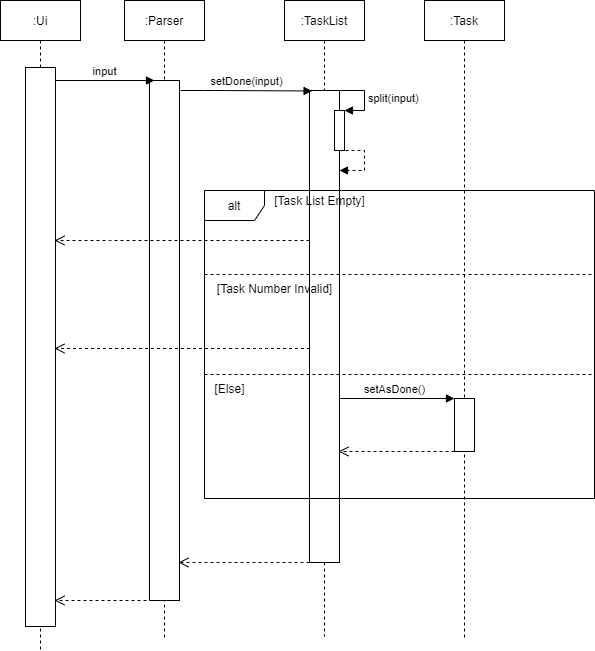 :Ui
:Parser
:TaskList
:Task
input
setDone(input)
split(input)
alt
[Task List Empty]
[Task Number Invalid]
[Else]
setAsDone()